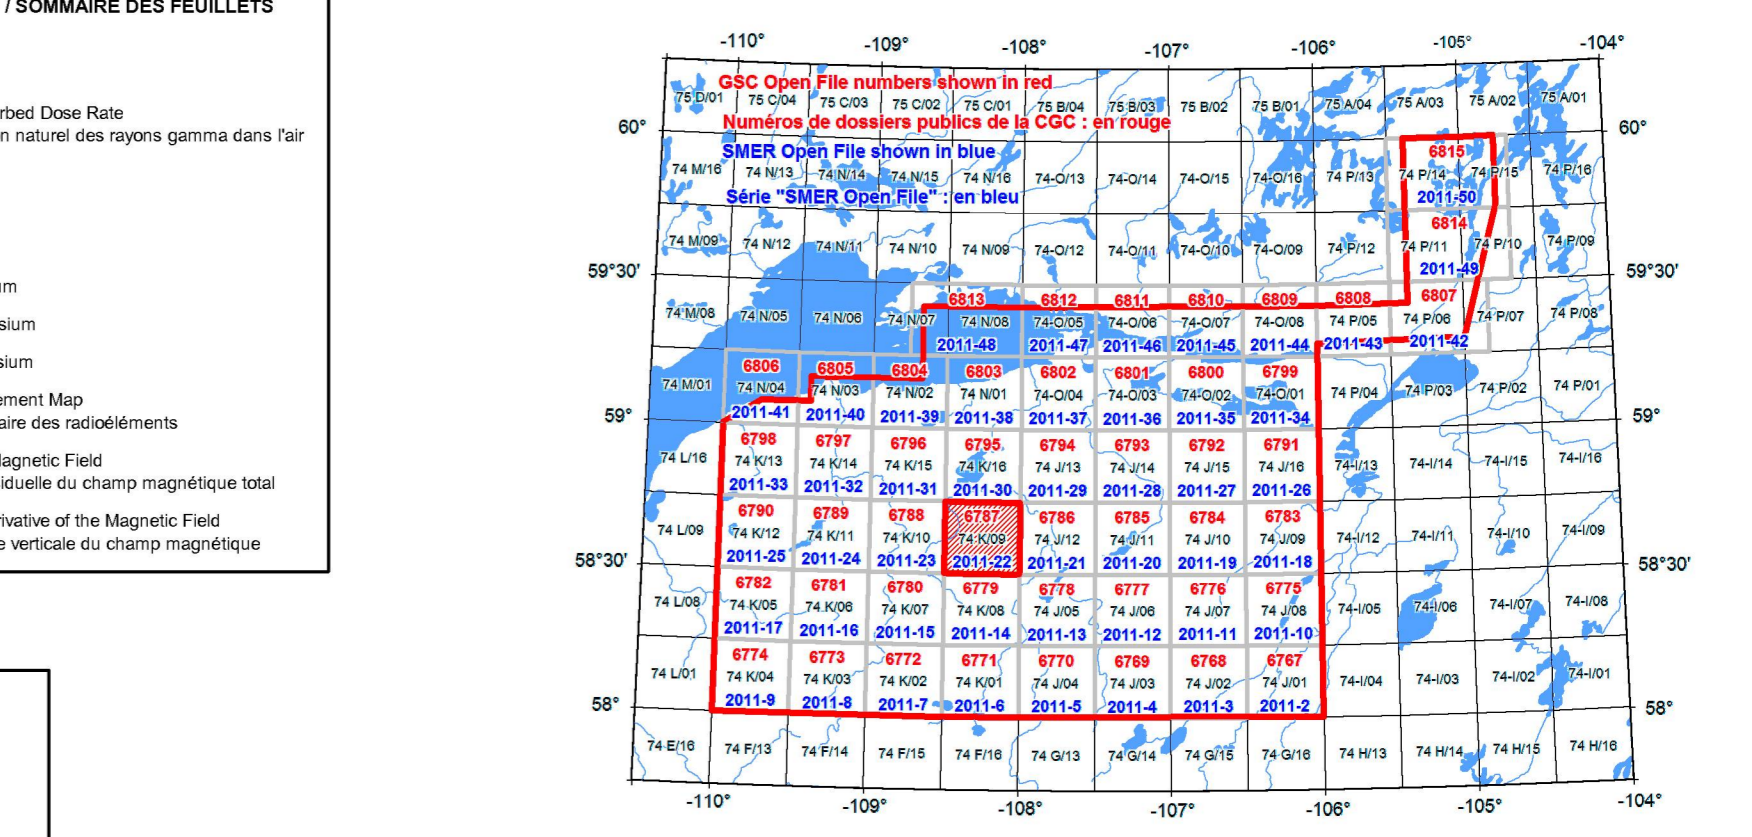 / SOMMAIRE DES FEUILLETS
rbed Dose Rate
n naturel des rayons gamma dans l'air
um
sium
sium
ement Map
aire des radioéléments
Magnetic Field
siduelle du champ magnétique total
rivative of the Magnetic Field
e verticale du champ magnétique
-110° -109° -108° -107° -106° -105° -104°
GSC Open File numbers shown in red
75 D/01 75 C/04 75 C/03 75 C/02 75 C/01 75 B/04 75 B/03 75 B/02 75 B/01 75 A/04 75 A/03 75 A/02 75 A/01
Numéros de dossiers publics de la CGC : en rouge
60° 60°
SMER Open File shown in blue
6815
74 M/16 74 N/13 74 N/14 74 N/15 74 N/16 74-O/13 74-O/14 74-O/15 74-O/16 74 P/13 74 P/14 74 P/15 74 P/16
Série "SMER Open File" : en bleu
2011-50
6814
74 M/09 74 N/12 74 N/11 74 N/10 74 N/09 74-O/12 74-O/11 74-O/10 74-O/09 74 P/12 74 P/11 74 P/10 74 P/09
2011-49
59°30' 59°30'
6813 6812 6811 6810 6809 6808 6807
74 M/08 74 N/05 74 N/06 74 N/07 74 N/08 74-O/05 74-O/06 74-O/07 74-O/08 74 P/05 74 P/06 74 P/07 74 P/08
2011-48 2011-47 2011-46 2011-45 2011-44 2011-43 2011-42
6806 6805 6804 6803 6802 6801 6800 6799
74 M/01 74 N/04 74 N/03 74 N/02 74 N/01 74-O/04 74-O/03 74-O/02 74-O/01 74 P/04 74 P/03 74 P/02 74 P/01
2011-41 2011-40 2011-39 2011-38 2011-37 2011-36 2011-35 2011-34
59° 59°
6798 6797 6796 6795 6794 6793 6792 6791
74 L/16 74 K/13 74 K/14 74 K/15 74 K/16 74 J/13 74 J/14 74 J/15 74 J/16 74-I/13 74-I/14 74-I/15 74-I/16
2011-33 2011-32 2011-31 2011-30 2011-29 2011-28 2011-27 2011-26
6790 6789 6788 6787 6786 6785 6784 6783
74 L/09 74 K/12 74 K/11 74 K/10 74 K/09 74 J/12 74 J/11 74 J/10 74 J/09 74-I/12 74-I/11 74-I/10 74-I/09
2011-25 2011-24 2011-23 2011-22 2011-21 2011-20 2011-19 2011-18
58°30' 58°30'
6782 6781 6780 6779 6778 6777 6776 6775
74 L/08 74 K/05 74 K/06 74 K/07 74 K/08 74 J/05 74 J/06 74 J/07 74 J/08 74-I/05 74-I/06 74-I/07 74-I/08
2011-17 2011-16 2011-15 2011-14 2011-13 2011-12 2011-11 2011-10
6774 6773 6772 6771 6770 6769 6768 6767
74 L/01 74 K/04 74 K/03 74 K/02 74 K/01 74 J/04 74 J/03 74 J/02 74 J/01 74-I/04 74-I/03 74-I/02 74-I/01
2011-9 2011-8 2011-7 2011-6 2011-5 2011-4 2011-3 2011-2
58° 58°
74 E/16 74 F/13 74 F/14 74 F/15 74 F/16 74 G/13 74 G/14 74 G/15 74 G/16 74 H/13 74 H/14 74 H/15 74 H/16
-110° -109° -108° -107° -106° -105° -104°